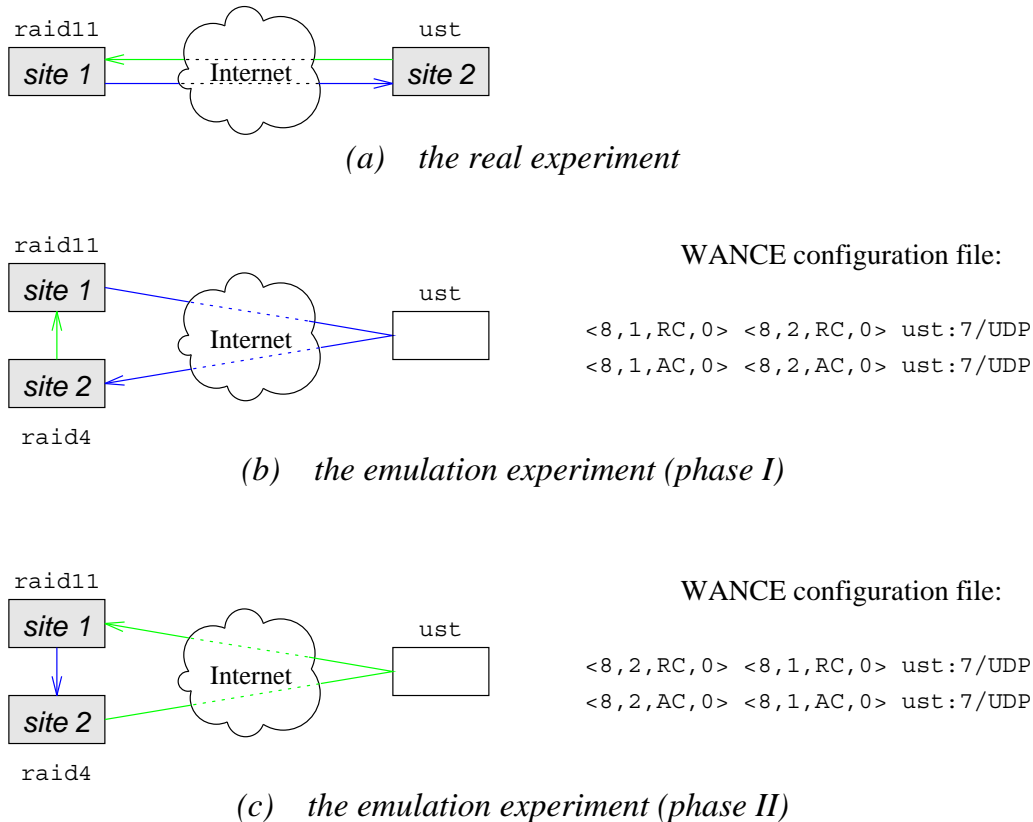 raid11 ust
site 1 Internet site 2
(a) the real experiment
raid11
WANCE configuration file:
site 1
ust
<8,1,RC,0> <8,2,RC,0> ust:7/UDP
Internet
<8,1,AC,0> <8,2,AC,0> ust:7/UDP
site 2
raid4
(b) the emulation experiment (phase I)
raid11
WANCE configuration file:
site 1
ust
<8,2,RC,0> <8,1,RC,0> ust:7/UDP
Internet
<8,2,AC,0> <8,1,AC,0> ust:7/UDP
site 2
raid4
(c) the emulation experiment (phase II)